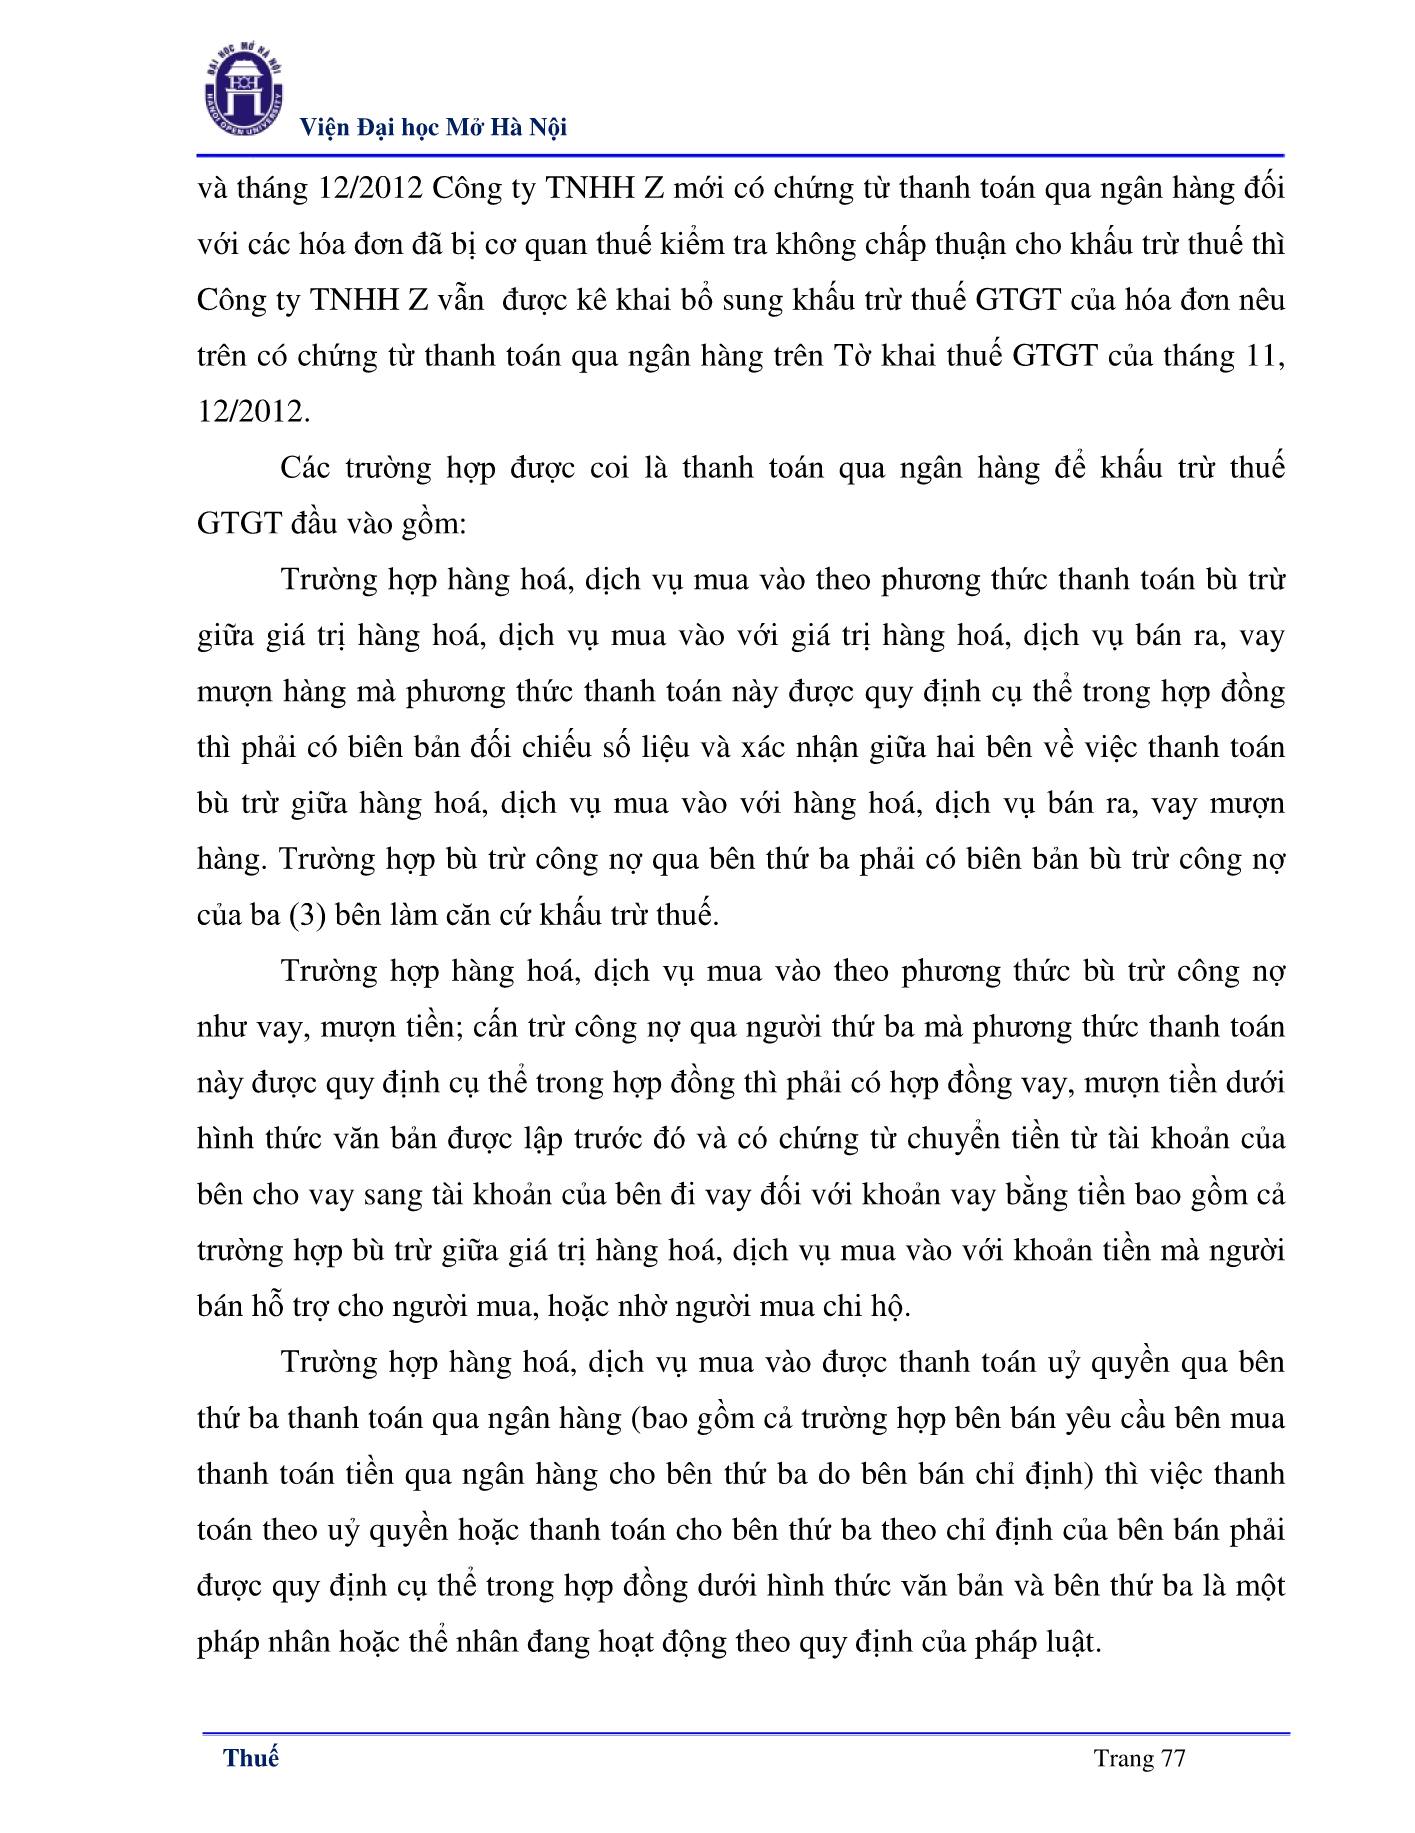 ĐẠI HỌC MỞ HÀ NỘI
HANOI OPEN UNIVERSITY
Viện Đại học Mở Hà Nội
và tháng 12/2012 Công ty TNHH Z mới có chứng từ thanh toán qua ngân hàng đối
với các hóa đơn đã bị cơ quan thuế kiểm tra không chấp thuận cho khấu trừ thuế thì
Công ty TNHH Z vẫn được kê khai bổ sung khấu trừ thuế GTGT của hóa đơn nêu
trên có chứng từ thanh toán qua ngân hàng trên Tờ khai thuế GTGT của tháng 11,
12/2012.
Các trường hợp được coi là thanh toán qua ngân hàng để khấu trừ thuế
GTGT đầu vào gồm:
Trường hợp hàng hoá, dịch vụ mua vào theo phương thức thanh toán bù trừ
giữa giá trị hàng hoá, dịch vụ mua vào với giá trị hàng hoá, dịch vụ bán ra, vay
mượn hàng mà phương thức thanh toán này được quy định cụ thể trong hợp đồng
thì phải có biên bản đối chiếu số liệu và xác nhận giữa hai bên về việc thanh toán
bù trừ giữa hàng hoá, dịch vụ mua vào với hàng hoá, dịch vụ bán ra, vay mượn
hàng. Trường hợp bù trừ công nợ qua bên thứ ba phải có biên bản bù trừ công nợ
của ba (3) bên làm căn cứ khấu trừ thuế.
Trường hợp hàng hoá, dịch vụ mua vào theo phương thức bù trừ công nợ
như vay, mượn tiền; cấn trừ công nợ qua người thứ ba mà phương thức thanh toán
này được quy định cụ thể trong hợp đồng thì phải có hợp đồng vay, mượn tiền dưới
hình thức văn bản được lập trước đó và có chứng từ chuyển tiền từ tài khoản của
bên cho vay sang tài khoản của bên đi vay đối với khoản vay bằng tiền bao gồm cả
trường hợp bù trừ giữa giá trị hàng hoá, dịch vụ mua vào với khoản tiền mà người
bán hỗ trợ cho người mua, hoặc nhờ người mua chi hộ.
Trường hợp hàng hoá, dịch vụ mua vào được thanh toán uỷ quyền qua bên
thứ ba thanh toán qua ngân hàng (bao gồm cả trường hợp bên bán yêu cầu bên mua
thanh toán tiền qua ngân hàng cho bên thứ ba do bên bán chỉ định) thì việc thanh
toán theo uỷ quyền hoặc thanh toán cho bên thứ ba theo chỉ định của bên bán phải
được quy định cụ thể trong hợp đồng dưới hình thức văn bản và bên thứ ba là một
pháp nhân hoặc thể nhân đang hoạt động theo quy định của pháp luật.
Thuế
Trang 77